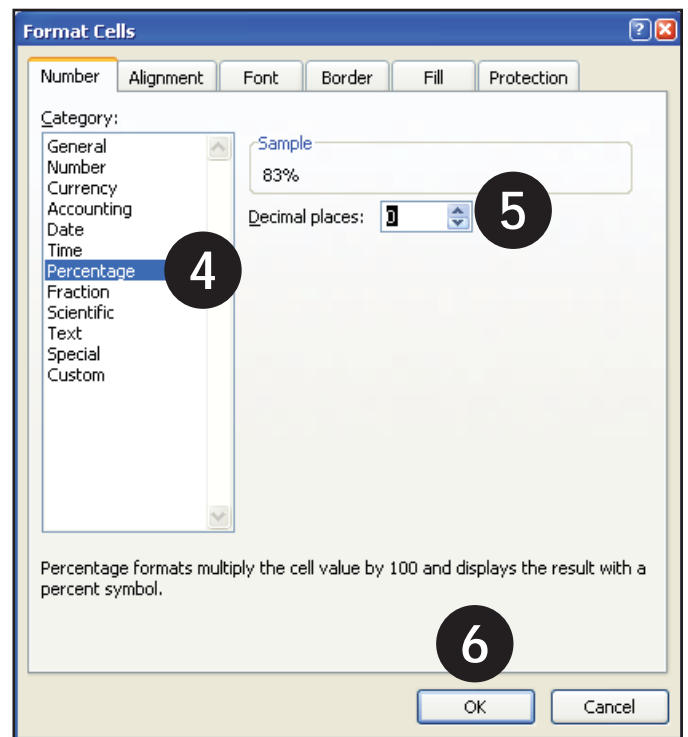 Format Cells
Number Alignment Font Border Fill Protection
Category:
General
Number
Currency
Accounting
Date
Time
Percentage
Fraction
Scientific
Text
Special
Custom
4
Sample
83%
Decimal places: 0
5
Percentage formats multiply the cell value by 100 and displays the result with a
percent symbol.
6
OK Cancel